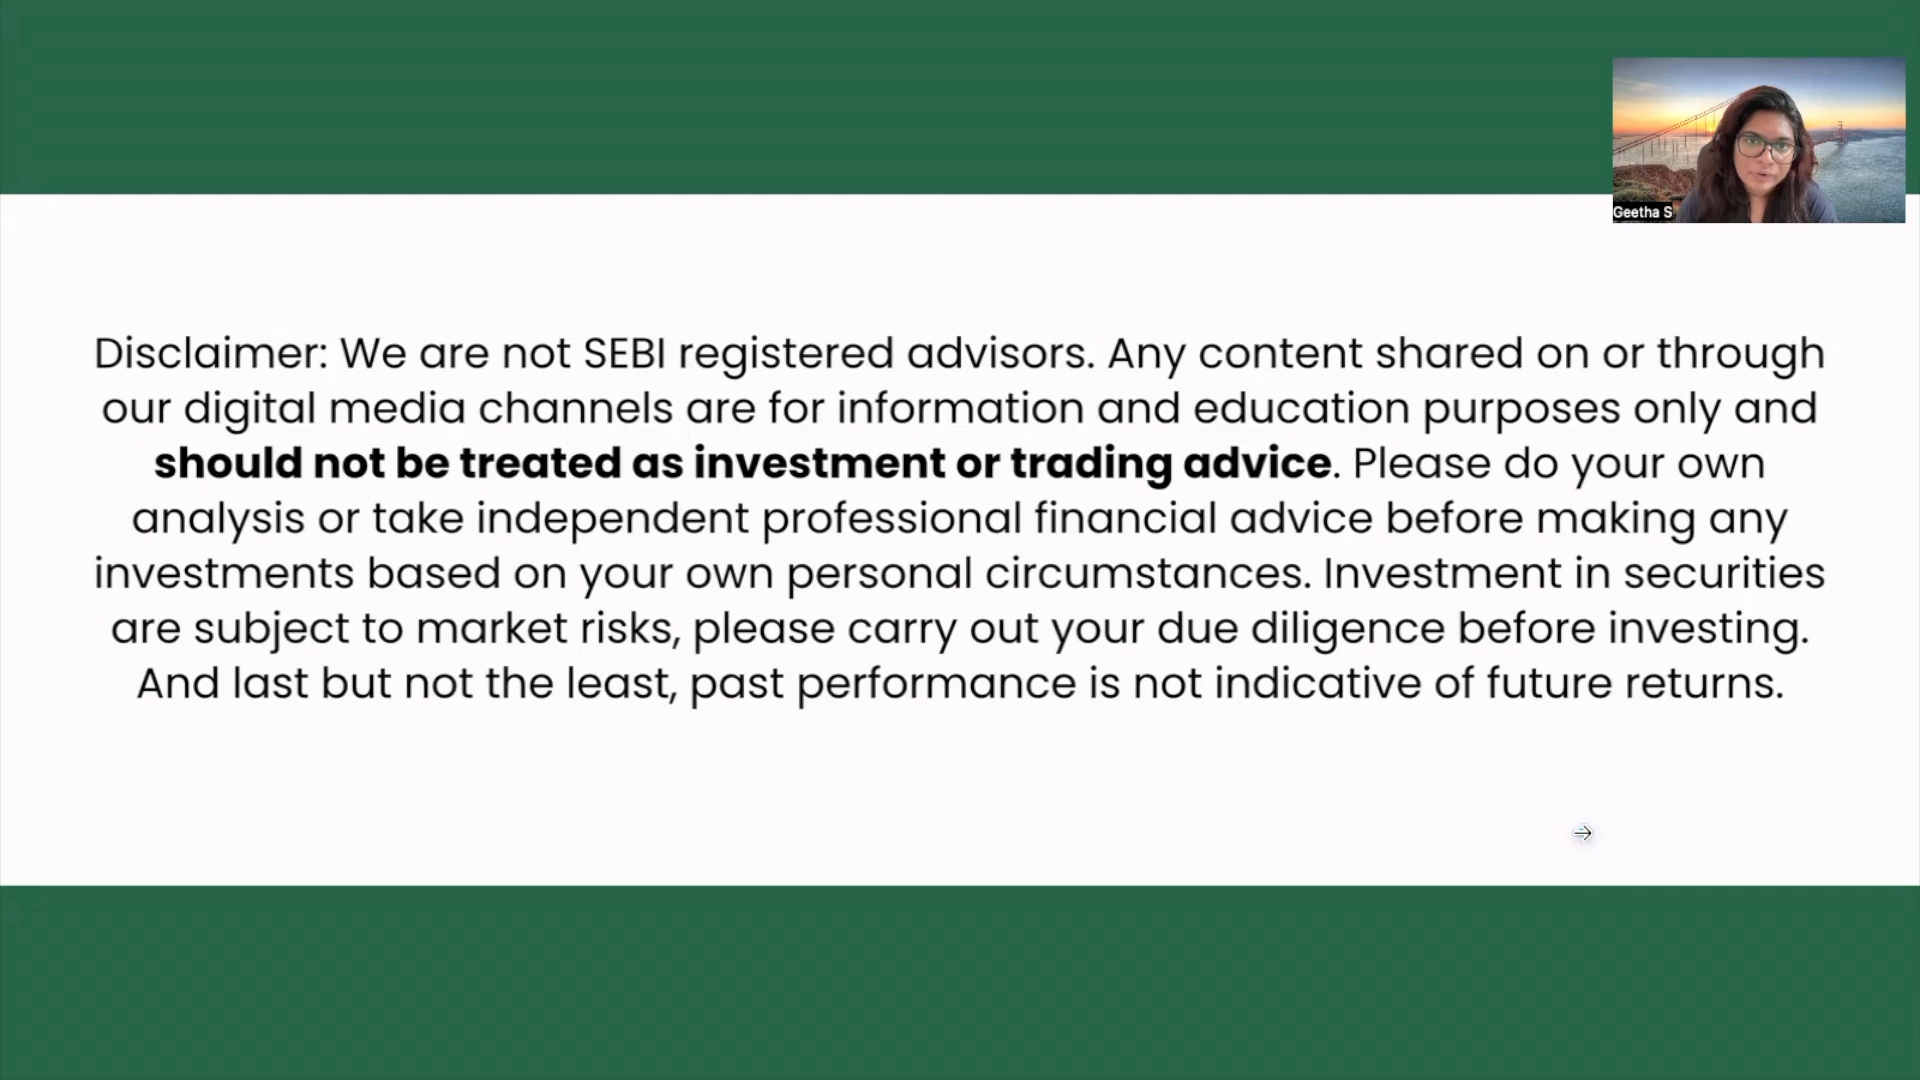 Geetha S
Disclaimer: We are not SEBI registered advisors. Any content shared on or through
our digital media channels are for information and education purposes only and
should not be treated as investment or trading advice. Please do your own
analysis or take independent professional financial advice before making any
investments based on your own personal circumstances. Investment in securities
are subject to market risks, please carry out your due diligence before investing.
And last but not the least, past performance is not indicative of future returns.